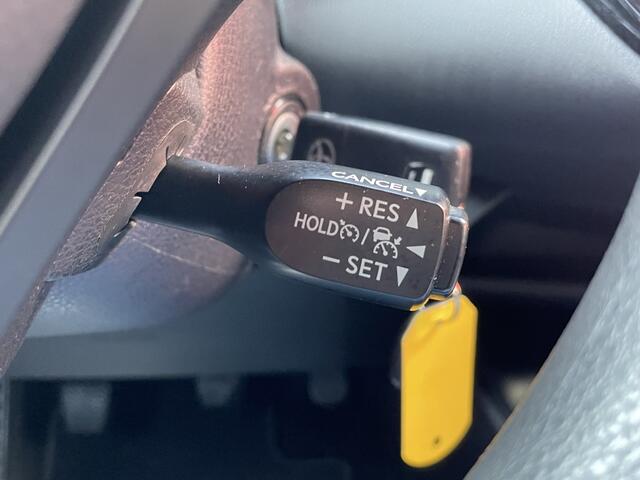 CANCEL
+ RES
HOLD /
− SET